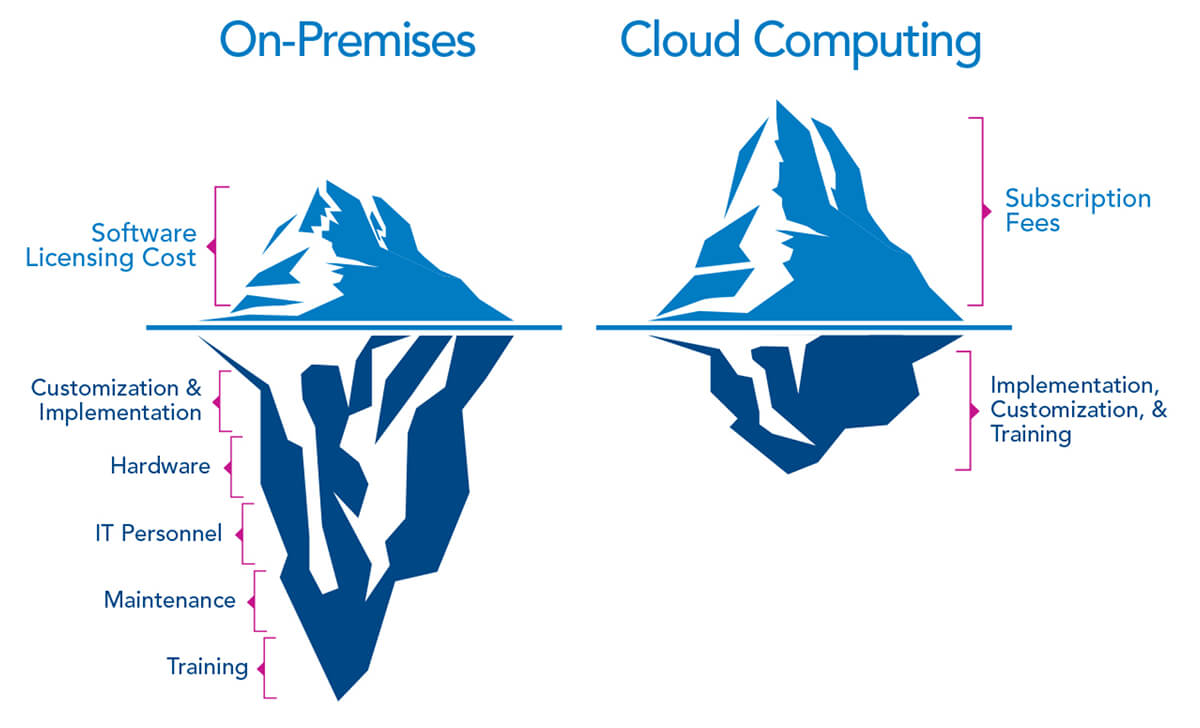 On-Premises
Cloud Computing
Software
Licensing Cost
Subscription
Fees
Customization &
Implementation
Hardware
IT Personnel
Maintenance
Training
Implementation,
Customization, &
Training